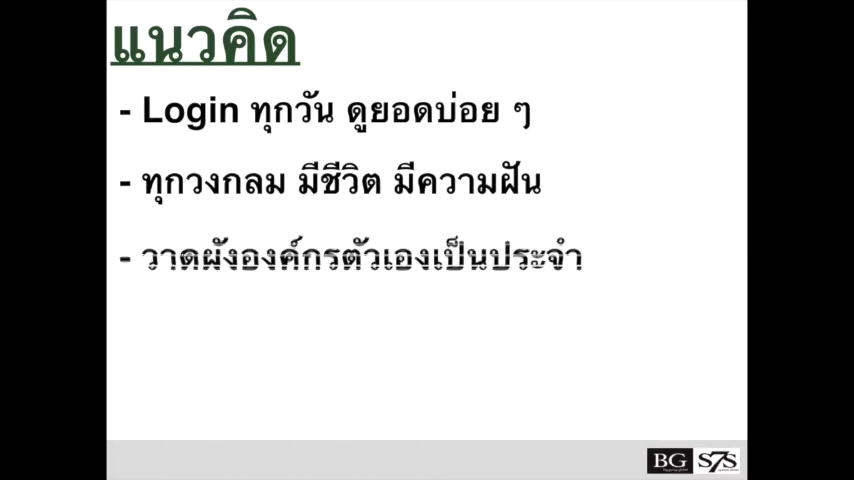 แนวคิด
- Login ทุกวัน ดูยอดบ่อย ๆ
- ทุกวงกลม มีชีวิต มีความฝัน
- วาดผังองค์กรตัวเองเป็นประจำ
BG S7S